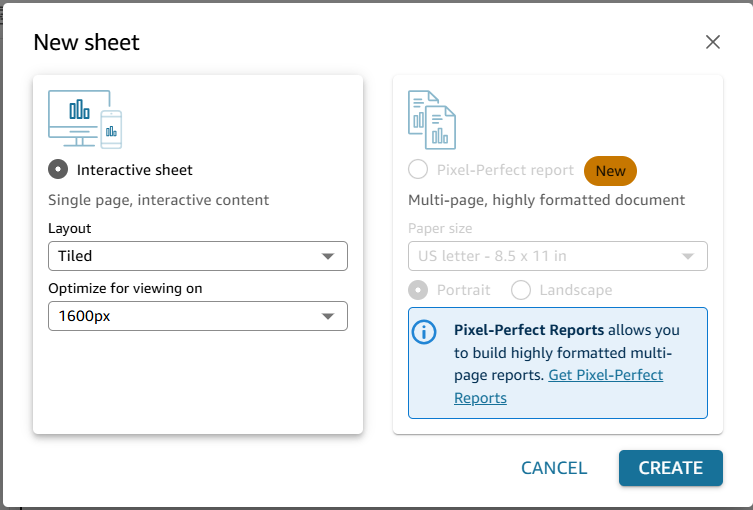 New sheet
Interactive sheet
Single page, interactive content
Layout
Tiled
Optimize for viewing on
1600px
Pixel-Perfect report New
Multi-page, highly formatted document
Paper size
US letter - 8.5 x 11 in
Portrait Landscape
Pixel-Perfect Reports allows you
to build highly formatted multi-
page reports. Get Pixel-Perfect
Reports
CANCEL CREATE